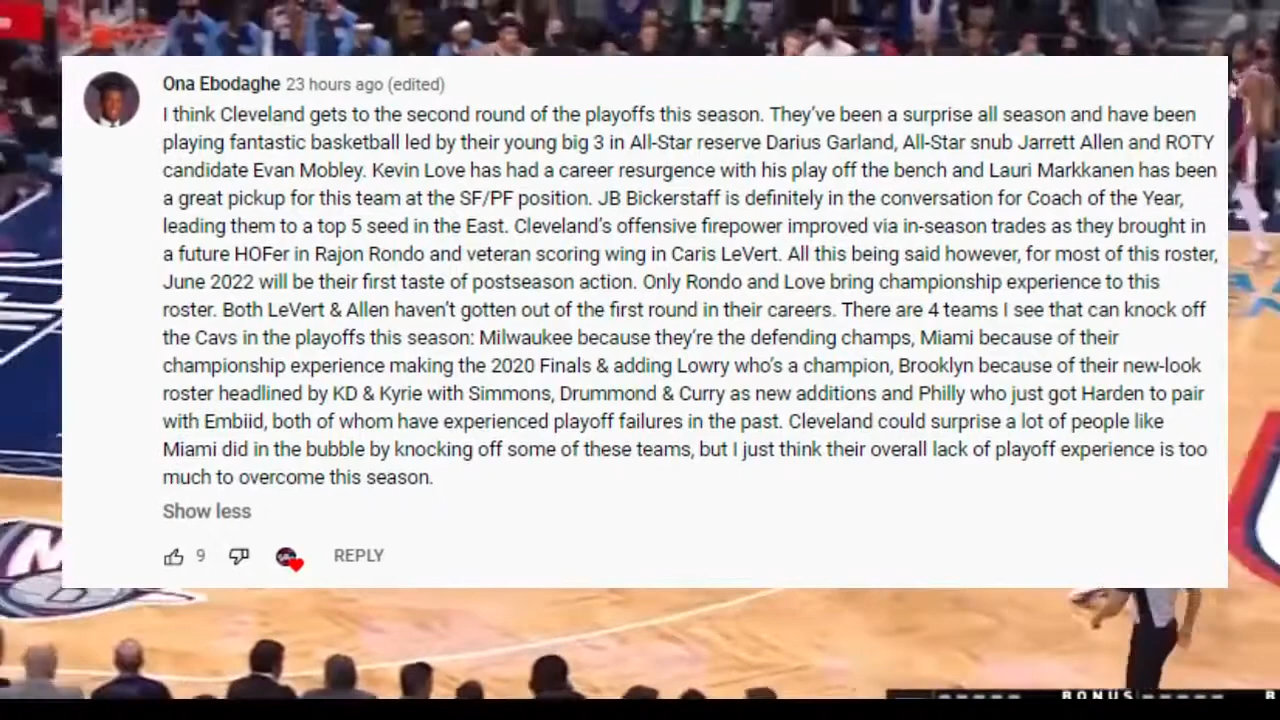 Ona Ebodaghe 23 hours ago (edited)
I think Cleveland gets to the second round of the playoffs this season. They've been a surprise all season and have been
playing fantastic basketball led by their young big 3 in All-Star reserve Darius Garland, All-Star snub Jarrett Allen and ROTY
candidate Evan Mobley. Kevin Love has had a career resurgence with his play off the bench and Lauri Markkanen has been
a great pickup for this team at the SF/PF position. JB Bickerstaff is definitely in the conversation for Coach of the Year,
leading them to a top 5 seed in the East. Cleveland's offensive firepower improved via in-season trades as they brought in
a future HOFer in Rajon Rondo and veteran scoring wing in Caris LeVert. All this being said however, for most of this roster,
June 2022 will be their first taste of postseason action. Only Rondo and Love bring championship experience to this
roster. Both LeVert & Allen haven't gotten out of the first round in their careers. There are 4 teams I see that can knock off
the Cavs in the playoffs this season: Milwaukee because they're the defending champs, Miami because of their
championship experience making the 2020 Finals & adding Lowry who's a champion, Brooklyn because of their new-look
roster headlined by KD & Kyrie with Simmons, Drummond & Curry as new additions and Philly who just got Harden to pair
with Embiid, both of whom have experienced playoff failures in the past. Cleveland could surprise a lot of people like
Miami did in the bubble by knocking off some of these teams, but I just think their overall lack of playoff experience is too
much to overcome this season.
Show less
9 REPLY
BONUS